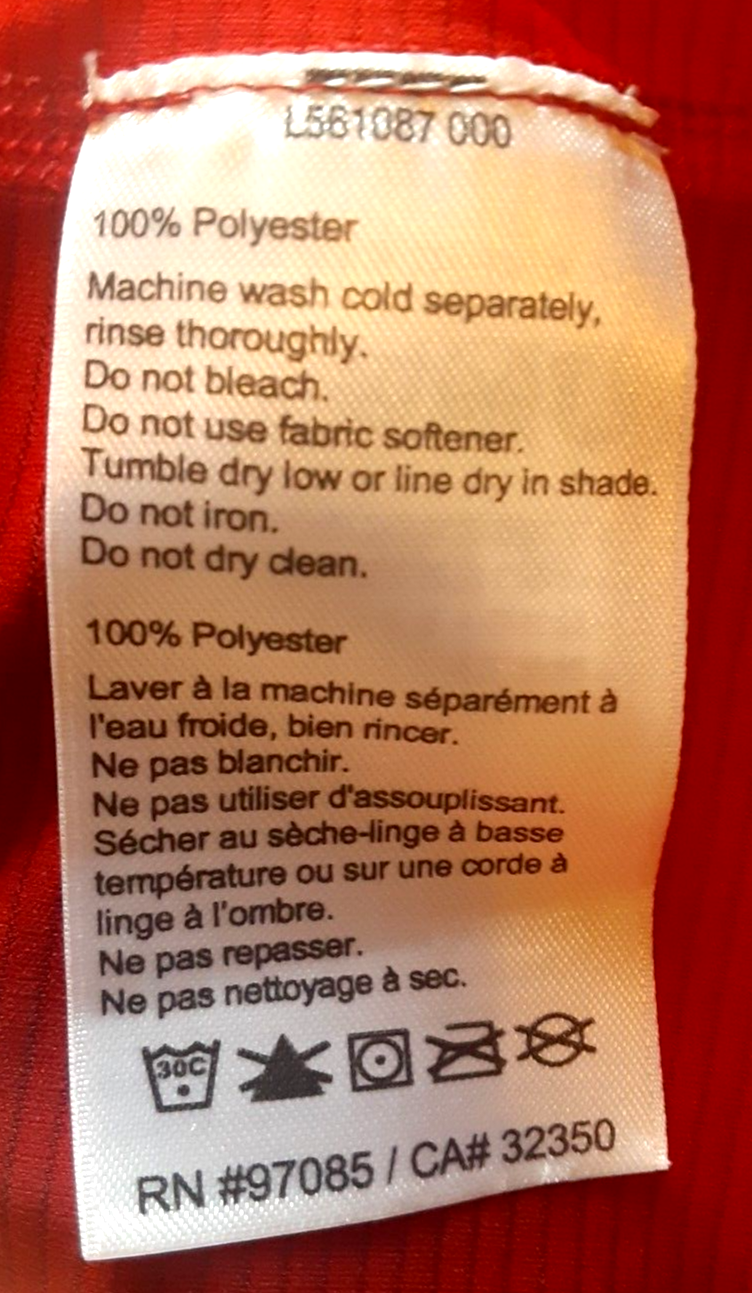 L561087 000
100% Polyester
Machine wash cold separately,
rinse thoroughly.
Do not bleach.
Do not use fabric softener.
Tumble dry low or line dry in shade.
Do not iron.
Do not dry clean.
100% Polyester
Laver à la machine séparément à
l'eau froide, bien rincer.
Ne pas blanchir.
Ne pas utiliser d'assouplissant.
Sécher au sèche-linge à basse
température ou sur une corde à
linge à l'ombre.
Ne pas repasser.
Ne pas nettoyage à sec.
30C
RN #97085 / CA# 32350